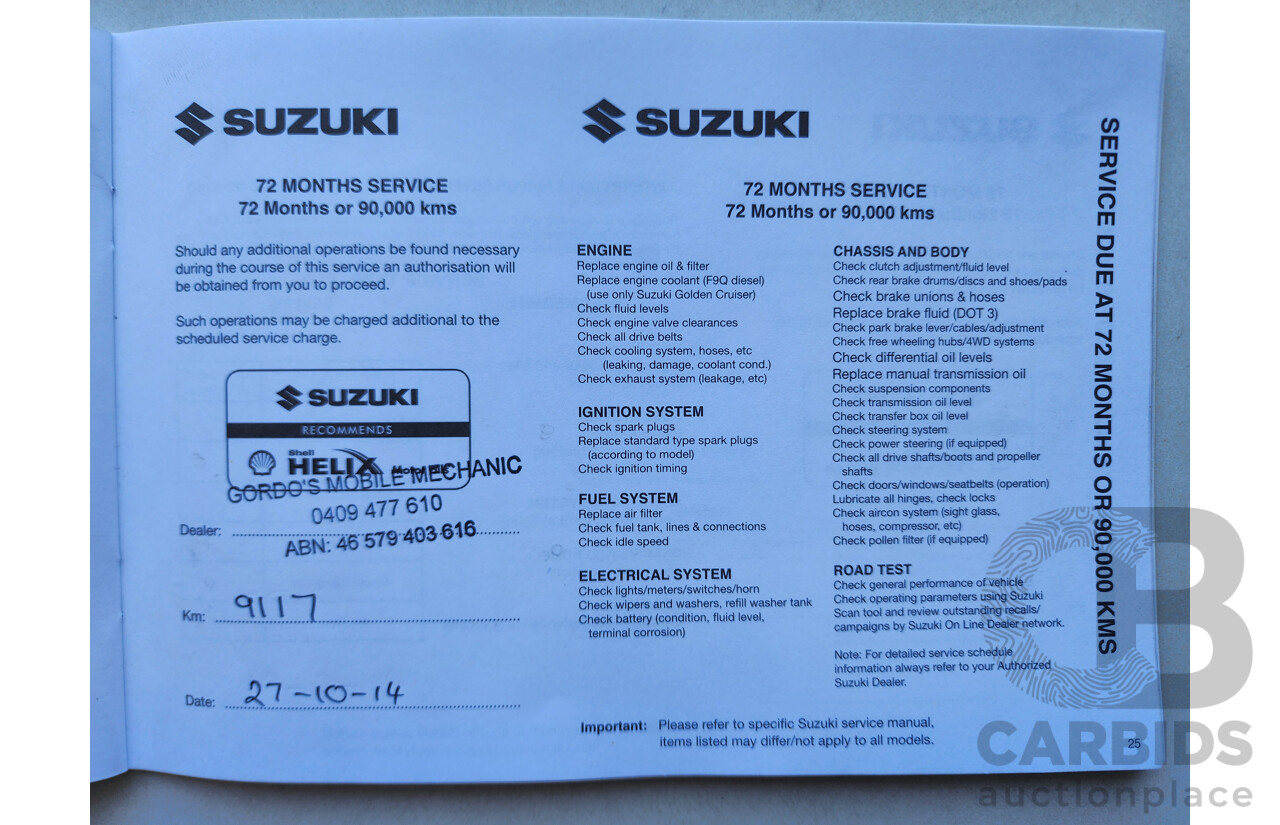 SUZUKI
72 MONTHS SERVICE
72 Months or 90,000 kms
Should any additional operations be found necessary
during the course of this service an authorisation will
be obtained from you to proceed.
Such operations may be charged additional to the
scheduled service charge.
SUZUKI
RECOMMENDS
Shell
HELIX Motor Oils
GORDO'S MOBILE MECHANIC
0409 477 610
Dealer:
ABN: 46 579 403 616
Km: 9117
Date: 27-10-14
SUZUKI
72 MONTHS SERVICE
72 Months or 90,000 kms
ENGINE
Replace engine oil & filter
Replace engine coolant (F9Q diesel)
(use only Suzuki Golden Cruiser)
Check fluid levels
Check engine valve clearances
Check all drive belts
Check cooling system, hoses, etc
(leaking, damage, coolant cond.)
Check exhaust system (leakage, etc)
IGNITION SYSTEM
Check spark plugs
Replace standard type spark plugs
(according to model)
Check ignition timing
FUEL SYSTEM
Replace air filter
Check fuel tank, lines & connections
Check idle speed
ELECTRICAL SYSTEM
Check lights/meters/switches/horn
Check wipers and washers, refill washer tank
Check battery (condition, fluid level,
terminal corrosion)
CHASSIS AND BODY
Check clutch adjustment/fluid level
Check rear brake drums/discs and shoes/pads
Check brake unions & hoses
Replace brake fluid (DOT 3)
Check park brake lever/cables/adjustment
Check free wheeling hubs/4WD systems
Check differential oil levels
Replace manual transmission oil
Check suspension components
Check transmission oil level
Check transfer box oil level
Check steering system
Check power steering (if equipped)
Check all drive shafts/boots and propeller
shafts
Check doors/windows/seatbelts (operation)
Lubricate all hinges, check locks
Check aircon system (sight glass,
hoses, compressor, etc)
Check pollen filter (if equipped)
ROAD TEST
Check general performance of vehicle
Check operating parameters using Suzuki
Scan tool and review outstanding recalls/
campaigns by Suzuki On Line Dealer network.
Note: For detailed service schedule
information always refer to your Authorized
Suzuki Dealer.
Important: Please refer to specific Suzuki service manual,
items listed may differ/not apply to all models.
SERVICE DUE AT 72 MONTHS OR 90,000 KMS
25
CB
CARBIDS
auctionplace